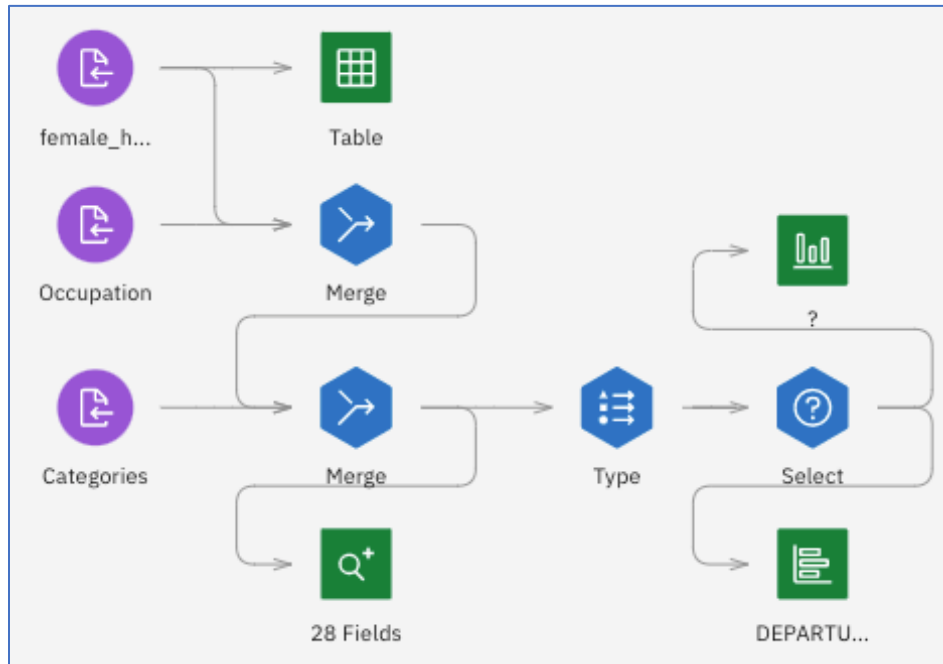 female_h...
Table
Occupation
Merge
?
Categories
Merge
Type
Select
28 Fields
DEPARTU...